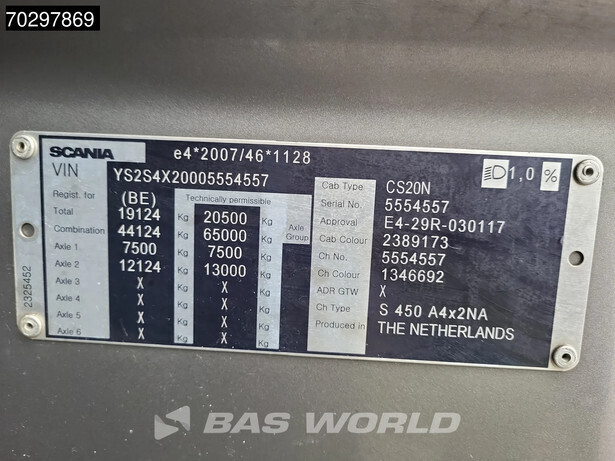 70297869
SCANIA e4*2007/46*1128
VIN YS2S4X20005554557
Regist. for (BE) Technically permissible
Total 19124 Kg 20500 Kg
Combination 44124 Kg 65000 Kg Axle Group
Axle 1 7500 Kg 7500 Kg
Axle 2 12124 Kg 13000 Kg
Axle 3 X Kg X Kg
Axle 4 X Kg X Kg
Axle 5 X Kg X Kg
Axle 6 X Kg X Kg
1,0 %
Cab Type CS20N
Serial No. 5554557
Approval E4-29R-030117
Cab Colour 2389173
Ch No. 5554557
Ch Colour 1346692
ADR GTW X
Ch Type S 450 A4x2NA
Produced in THE NETHERLANDS
2325452
BAS WORLD